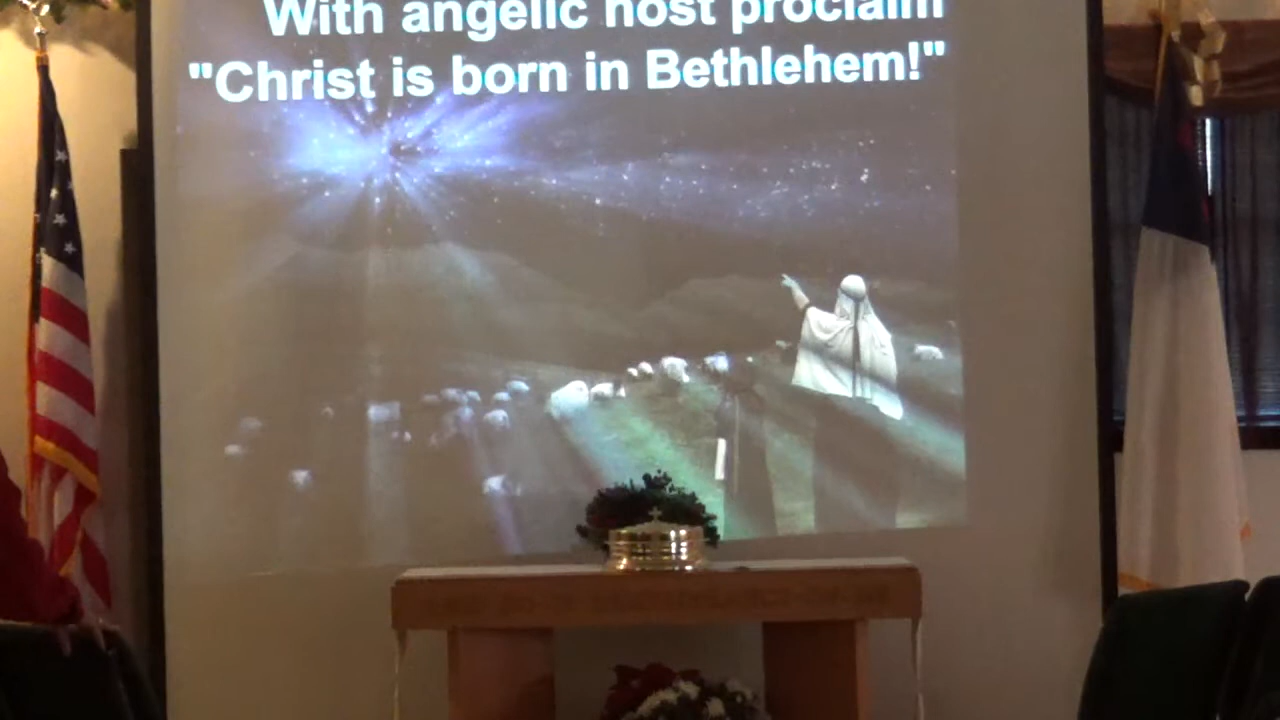 With angelic host proclaim
"Christ is born in Bethlehem!"